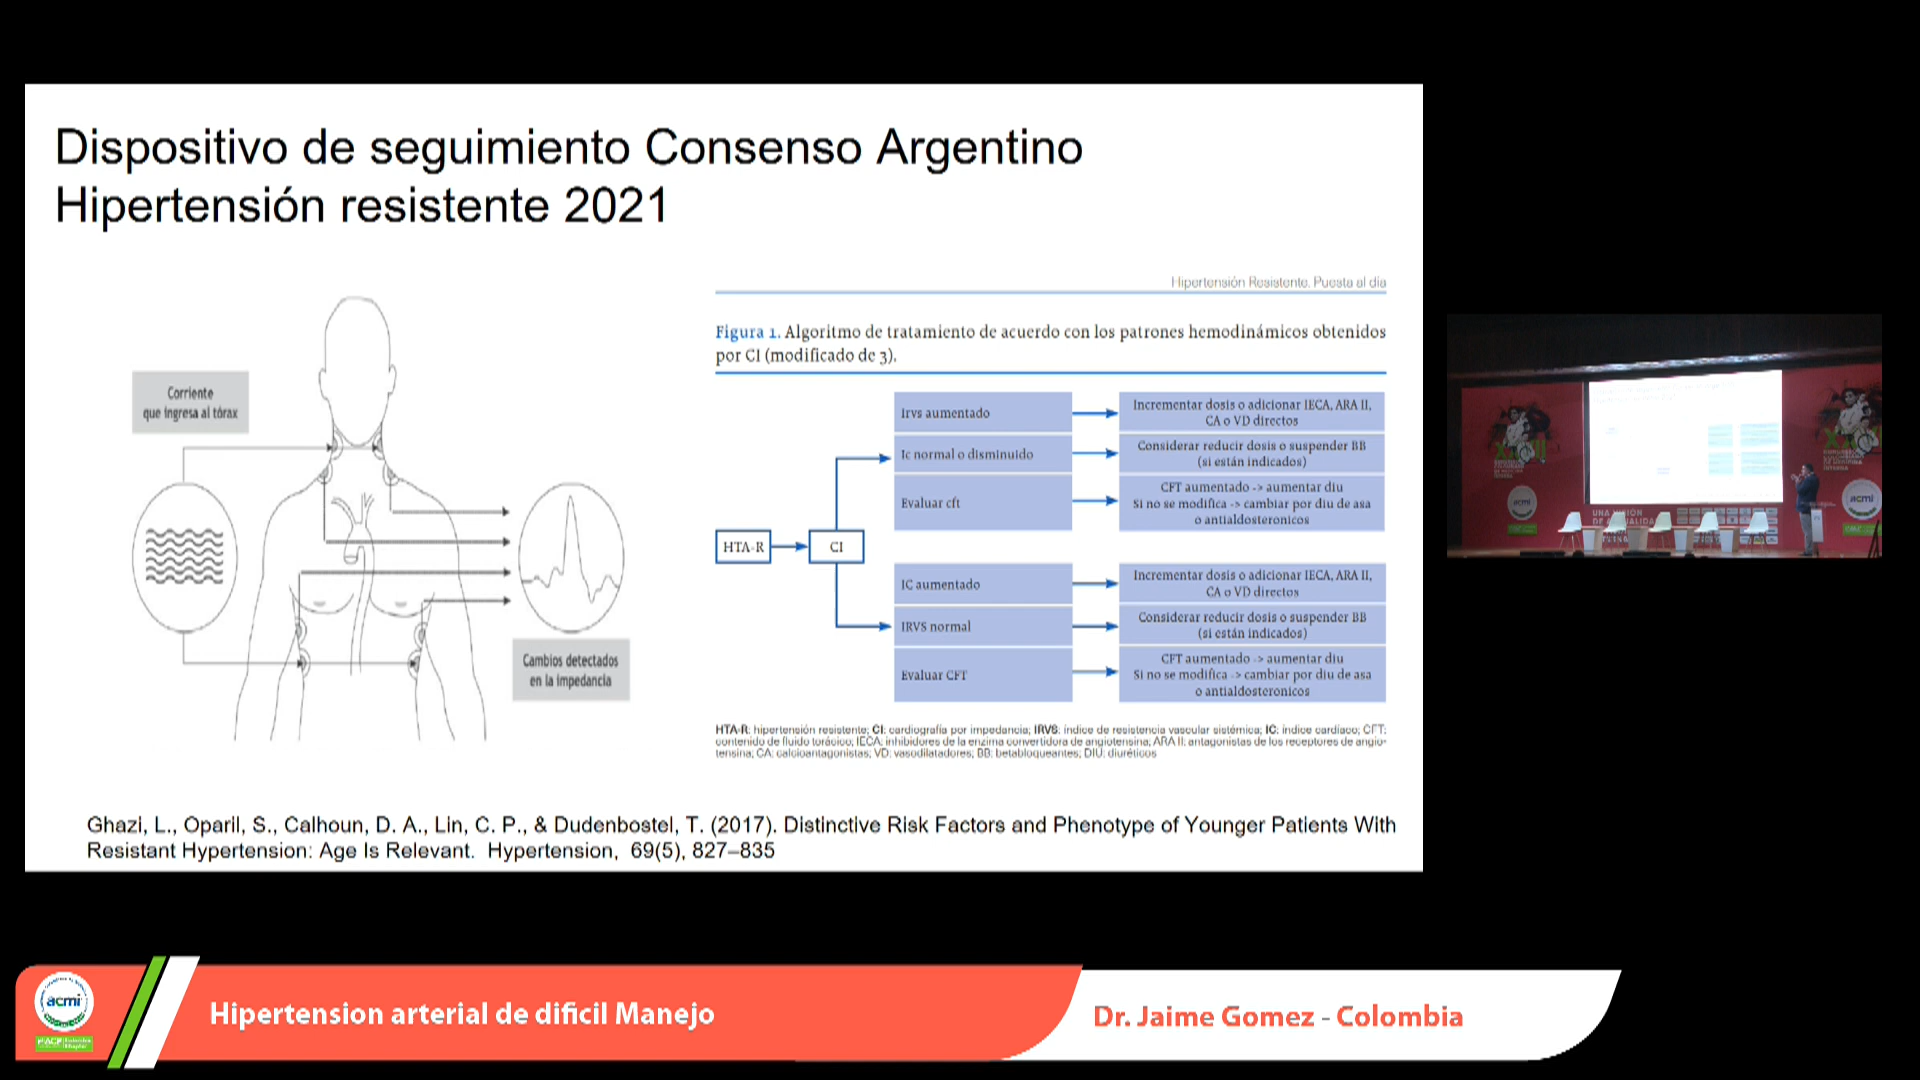 Dispositivo de seguimiento Consenso Argentino
Hipertensión resistente 2021
Corriente
que ingresa al tórax
Cambios detectados
en la impedancia
Hipertensión Resistente. Puesta al día
Figura 1. Algoritmo de tratamiento de acuerdo con los patrones hemodinámicos obtenidos
por CI (modificado de 3).
HTA-R
CI
Irvs aumentado
Incrementar dosis o adicionar IECA, ARA II,
CA o VD directos
Ic normal o disminuido
Considerar reducir dosis o suspender BB
(si están indicados)
Evaluar cft
CFT aumentado -> aumentar diu
Si no se modifica -> cambiar por diu de asa
o antialdosteronicos
IC aumentado
Incrementar dosis o adicionar IECA, ARA II,
CA o VD directos
IRVS normal
Considerar reducir dosis o suspender BB
(si están indicados)
Evaluar CFT
CFT aumentado -> aumentar diu
Si no se modifica -> cambiar por diu de asa
o antialdosteronicos
HTA-R: hipertensión resistente; CI: cardiografía por impedancia; IRVS: índice de resistencia vascular sistémica; IC: índice cardíaco; CFT:
contenido de fluido torácico; IECA: inhibidores de la enzima convertidora de angiotensina; ARA II: antagonistas de los receptores de angio-
tensina; CA: calcioantagonistas; VD: vasodilatadores; BB: betabloqueantes; DIU: diuréticos
Ghazi, L., Oparil, S., Calhoun, D. A., Lin, C. P., & Dudenbostel, T. (2017). Distinctive Risk Factors and Phenotype of Younger Patients With
Resistant Hypertension: Age Is Relevant. Hypertension, 69(5), 827–835
acmi
acmi
acmi
Hipertension arterial de dificil Manejo
Dr. Jaime Gomez - Colombia